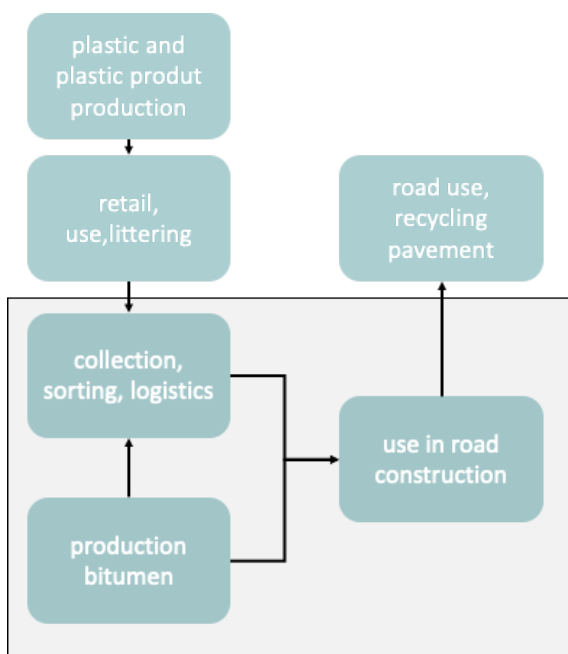 plastic and
plastic produt
production
retail,
use,littering
road use,
recycling
pavement
collection,
sorting, logistics
use in road
construction
production
bitumen